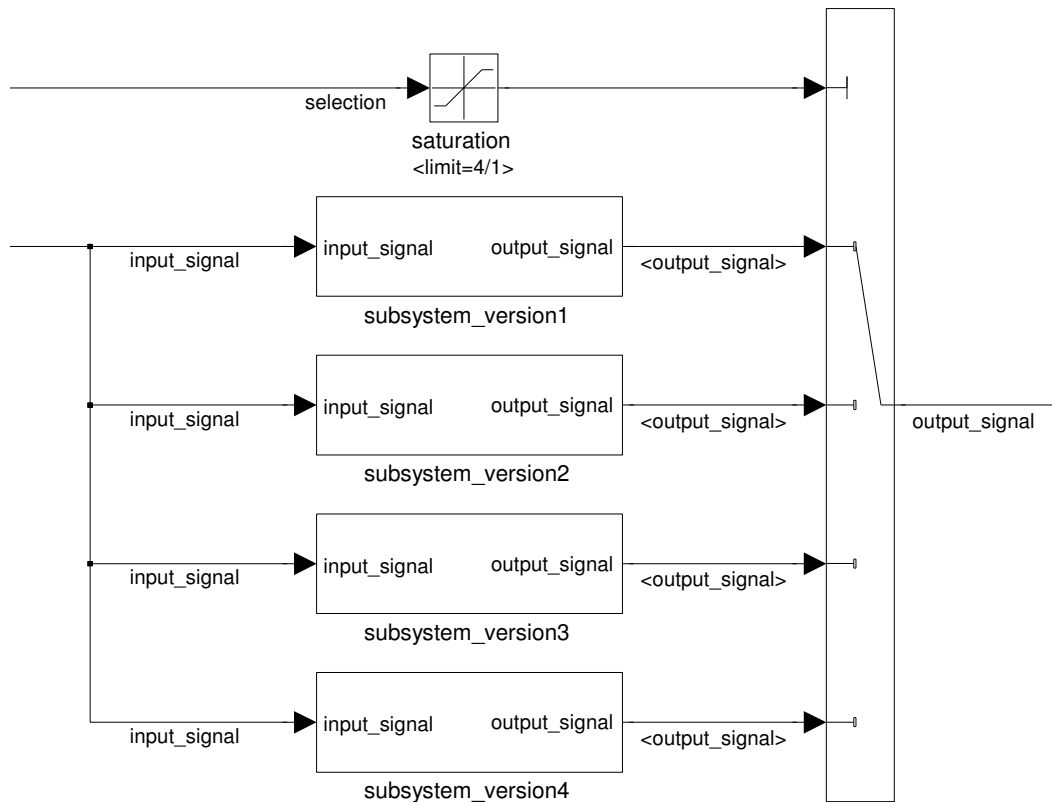 selection
saturation
<limit=4/1>
input_signal
input_signal
output_signal
<output_signal>
subsystem_version1
input_signal
input_signal
output_signal
<output_signal>
output_signal
subsystem_version2
input_signal
input_signal
output_signal
<output_signal>
subsystem_version3
input_signal
input_signal
output_signal
<output_signal>
subsystem_version4